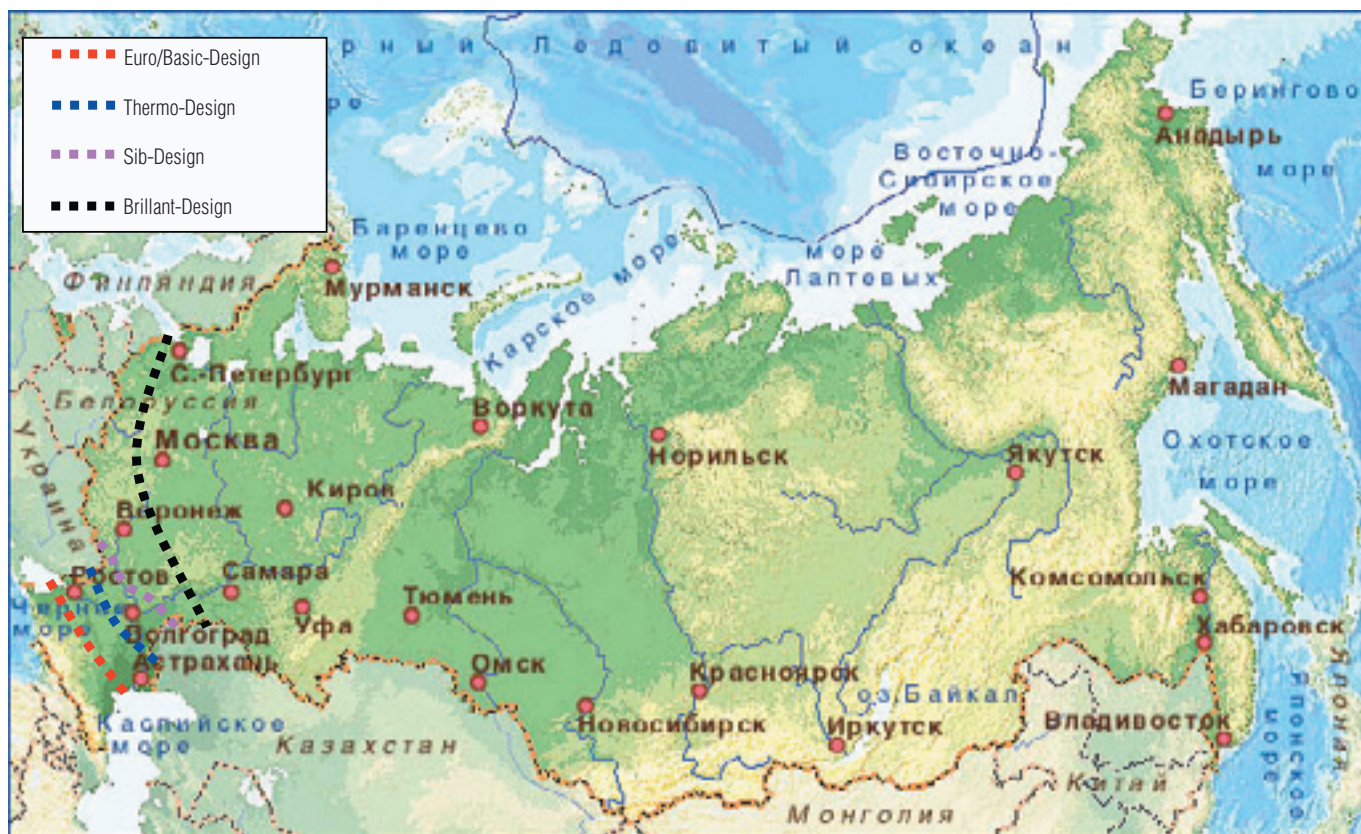 Euro/Basic-Design
Thermo-Design
Sib-Design
Brillant-Design
рный Ледовитый океан
Берингово
море
Анадырь
Восточно-
Сибирское
море
Баренцево
море
Карское море
море
Лаптевых
Финляндия
Мурманск
С.-Петербург
Белоруссия
Украина
Москва
Воркута
Норильск
Якутск
Магадан
Охотское
море
Киров
Воронеж
Ростов
Самара
Черное
море
Волгоград
Уфа
Тюмень
Астрахань
Омск
Комсомольск
Хабаровск
Красноярск
оз.Байкал
Новосибирск
Иркутск
Владивосток
Каспийское
море
Казахстан
Монголия
Китай
Японское
море
Япония